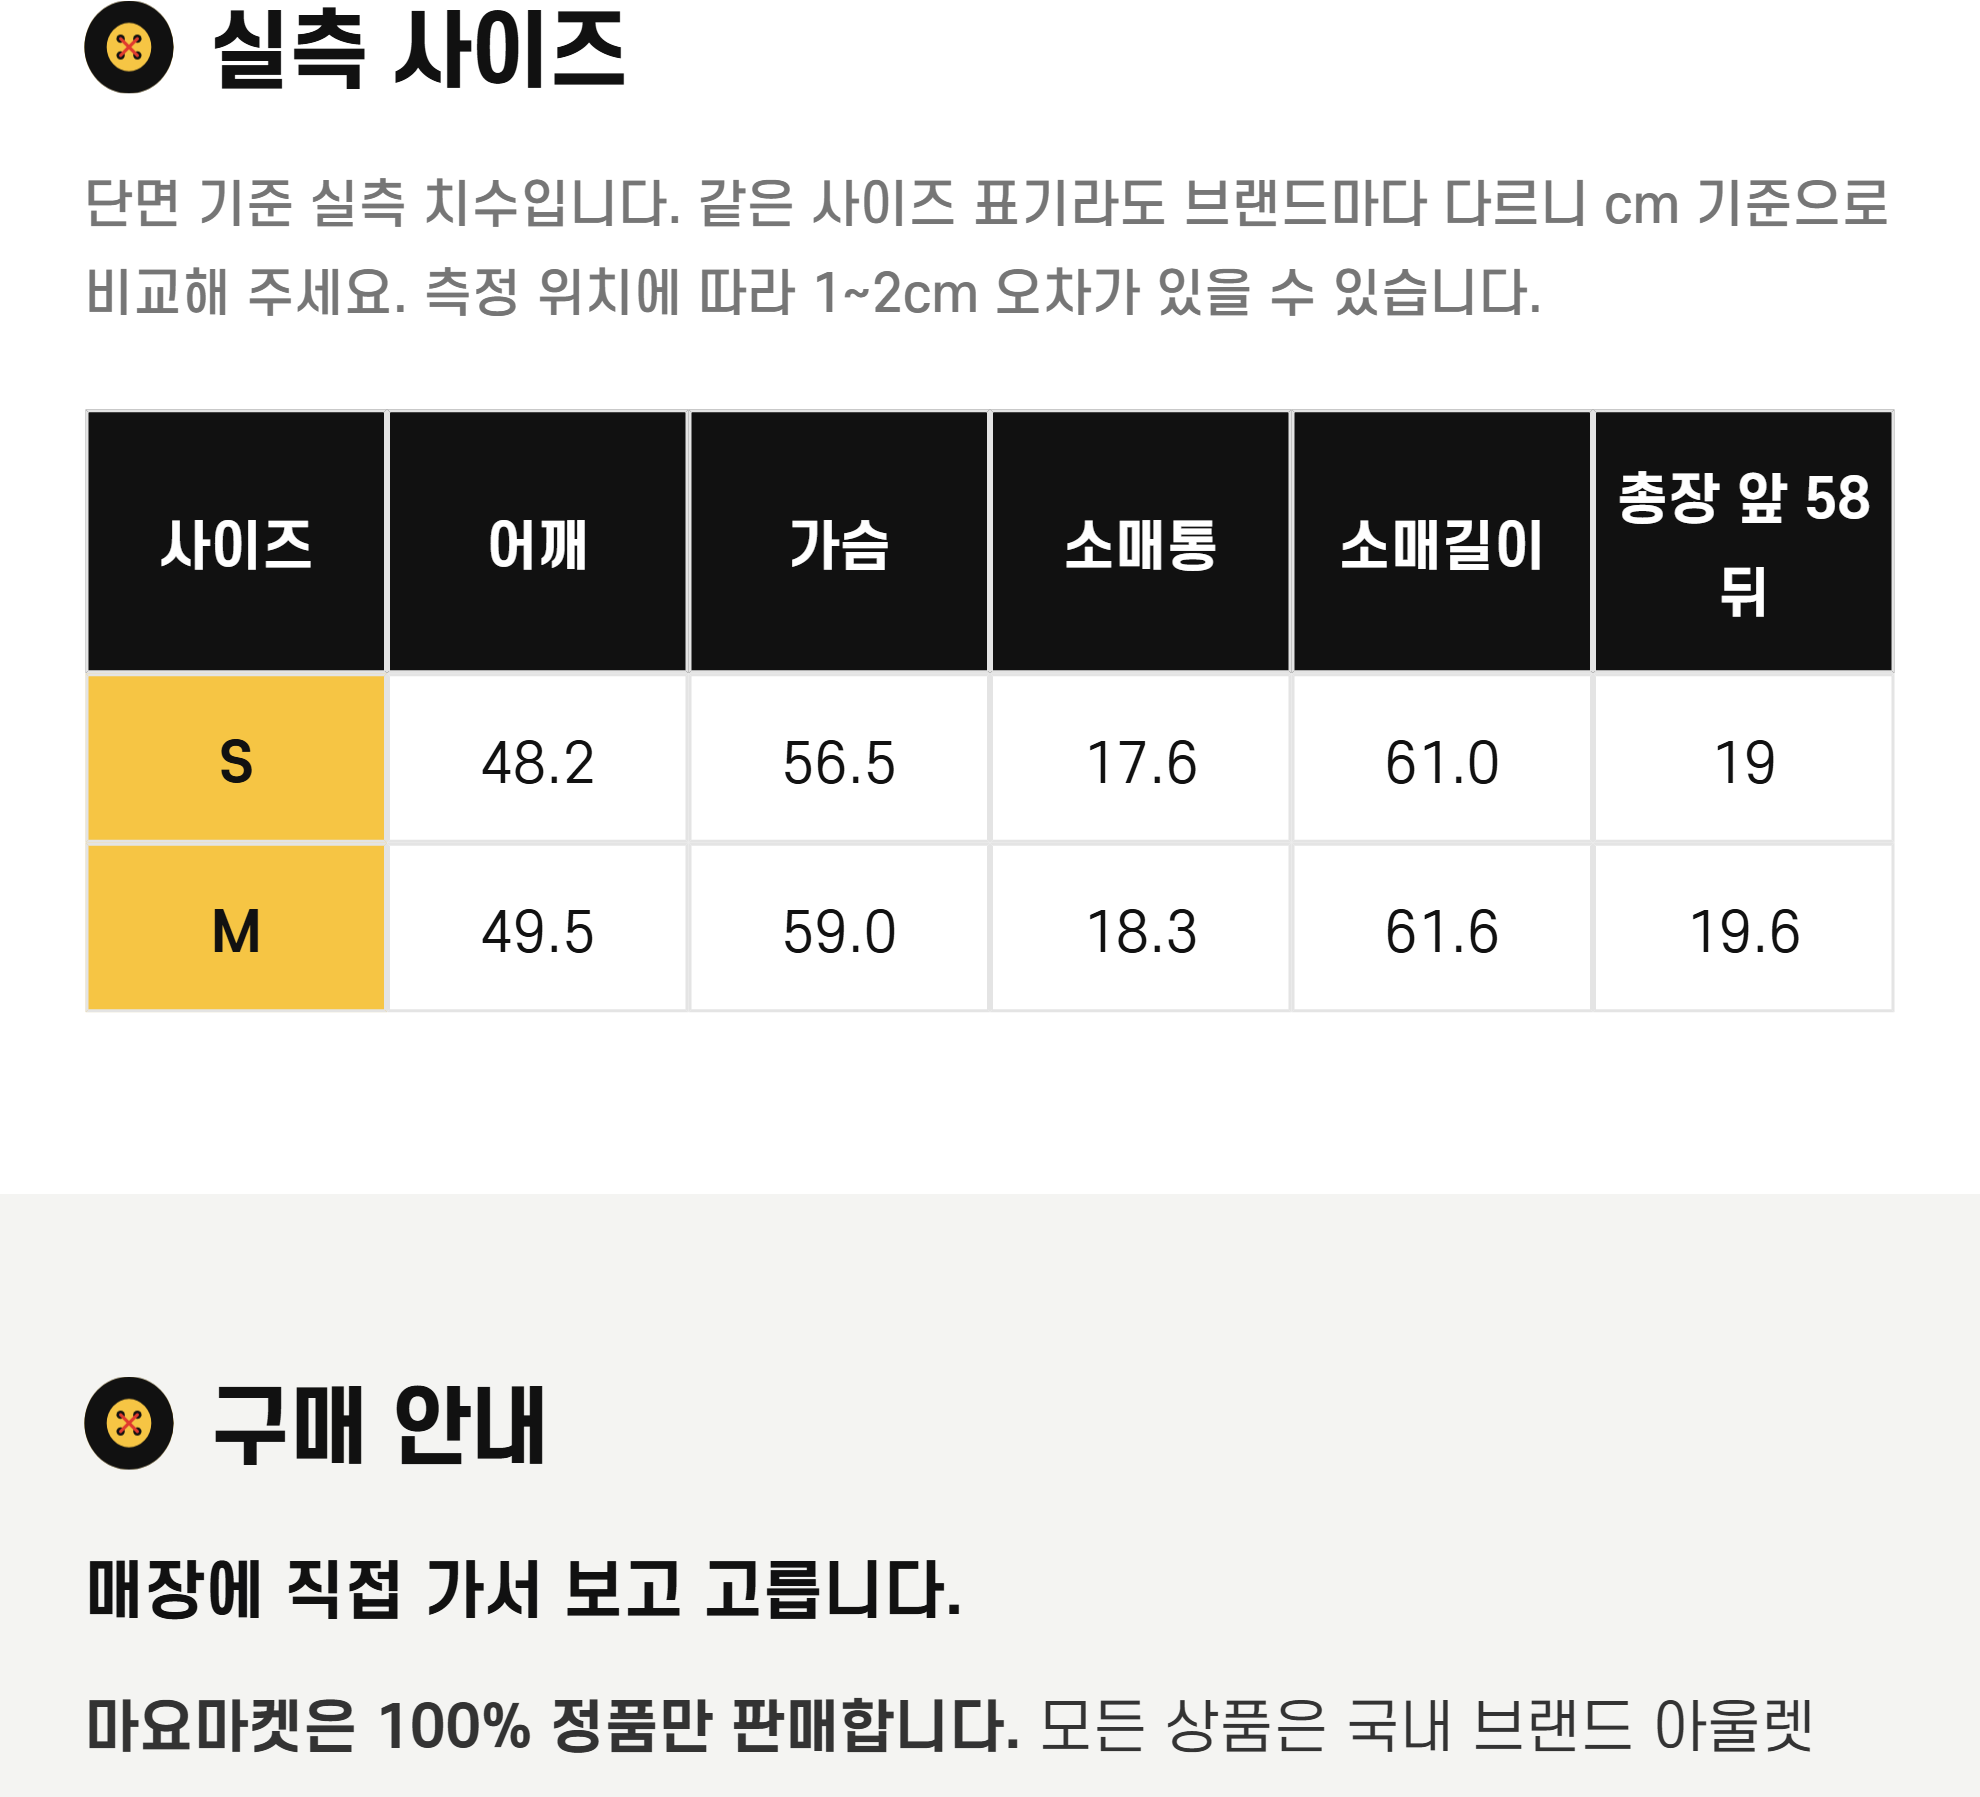 실측 사이즈
단면 기준 실측 치수입니다. 같은 사이즈 표기라도 브랜드마다 다르니 cm 기준으로
비교해 주세요. 측정 위치에 따라 1~2cm 오차가 있을 수 있습니다.
사이즈 어깨 가슴 소매통 소매길이 총장 앞 58
뒤
S 48.2 56.5 17.6 61.0 19
M 49.5 59.0 18.3 61.6 19.6
구매 안내
매장에 직접 가서 보고 고릅니다.
마요마켓은 100% 정품만 판매합니다. 모든 상품은 국내 브랜드 아울렛